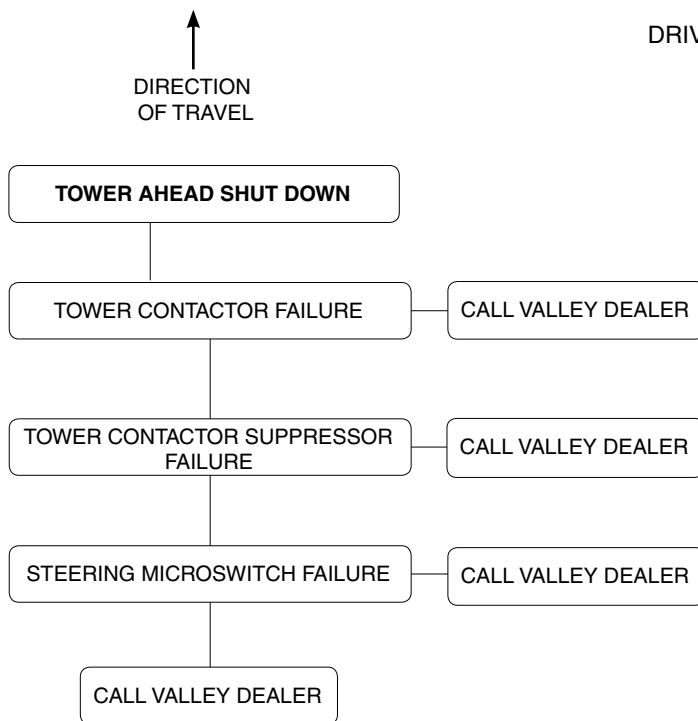 DRIV
DIRECTION
OF TRAVEL
TOWER AHEAD SHUT DOWN
TOWER CONTACTOR FAILURE
CALL VALLEY DEALER
TOWER CONTACTOR SUPPRESSOR
FAILURE
CALL VALLEY DEALER
STEERING MICROSWITCH FAILURE
CALL VALLEY DEALER
CALL VALLEY DEALER